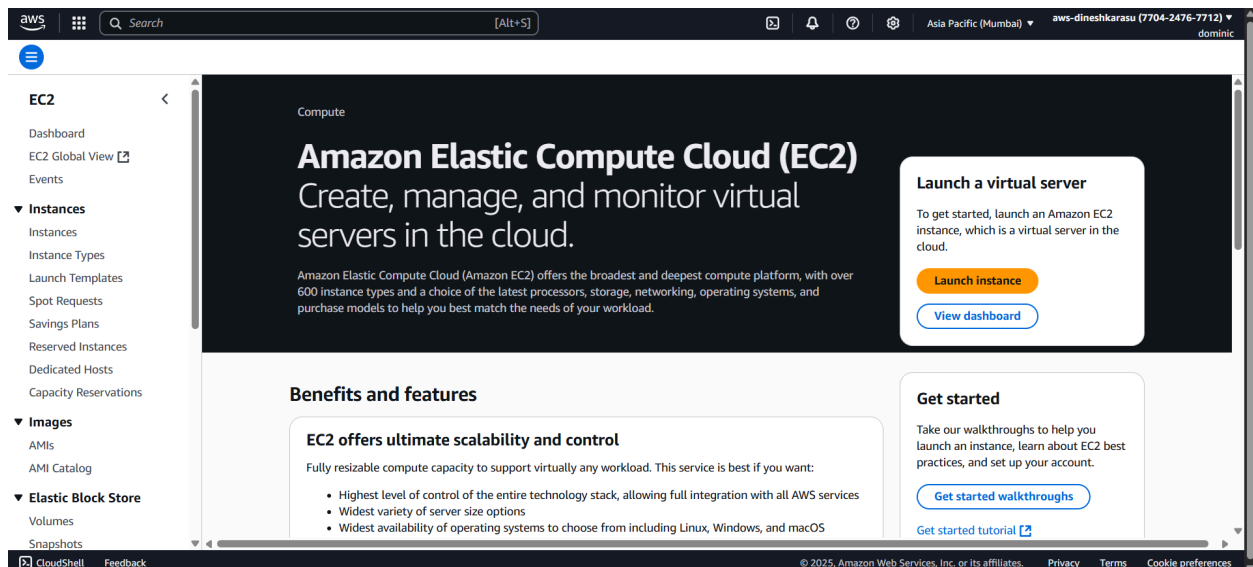 aws
Search
[Alt+S]
Asia Pacific (Mumbai)
aws-dineshkarasu (7704-2476-7712)
dominic
EC2
Dashboard
EC2 Global View
Events
Instances
Instances
Instance Types
Launch Templates
Spot Requests
Savings Plans
Reserved Instances
Dedicated Hosts
Capacity Reservations
Images
AMIs
AMI Catalog
Elastic Block Store
Volumes
Snapshots
Compute
Amazon Elastic Compute Cloud (EC2)
Create, manage, and monitor virtual
servers in the cloud.
Amazon Elastic Compute Cloud (Amazon EC2) offers the broadest and deepest compute platform, with over
600 instance types and a choice of the latest processors, storage, networking, operating systems, and
purchase models to help you best match the needs of your workload.
Launch a virtual server
To get started, launch an Amazon EC2
instance, which is a virtual server in the
cloud.
Launch instance
View dashboard
Benefits and features
EC2 offers ultimate scalability and control
Fully resizable compute capacity to support virtually any workload. This service is best if you want:
• Highest level of control of the entire technology stack, allowing full integration with all AWS services
• Widest variety of server size options
• Widest availability of operating systems to choose from including Linux, Windows, and macOS
Get started
Take our walkthroughs to help you
launch an instance, learn about EC2 best
practices, and set up your account.
Get started walkthroughs
Get started tutorial
CloudShell
Feedback
© 2025, Amazon Web Services, Inc. or its affiliates.
Privacy
Terms
Cookie preferences